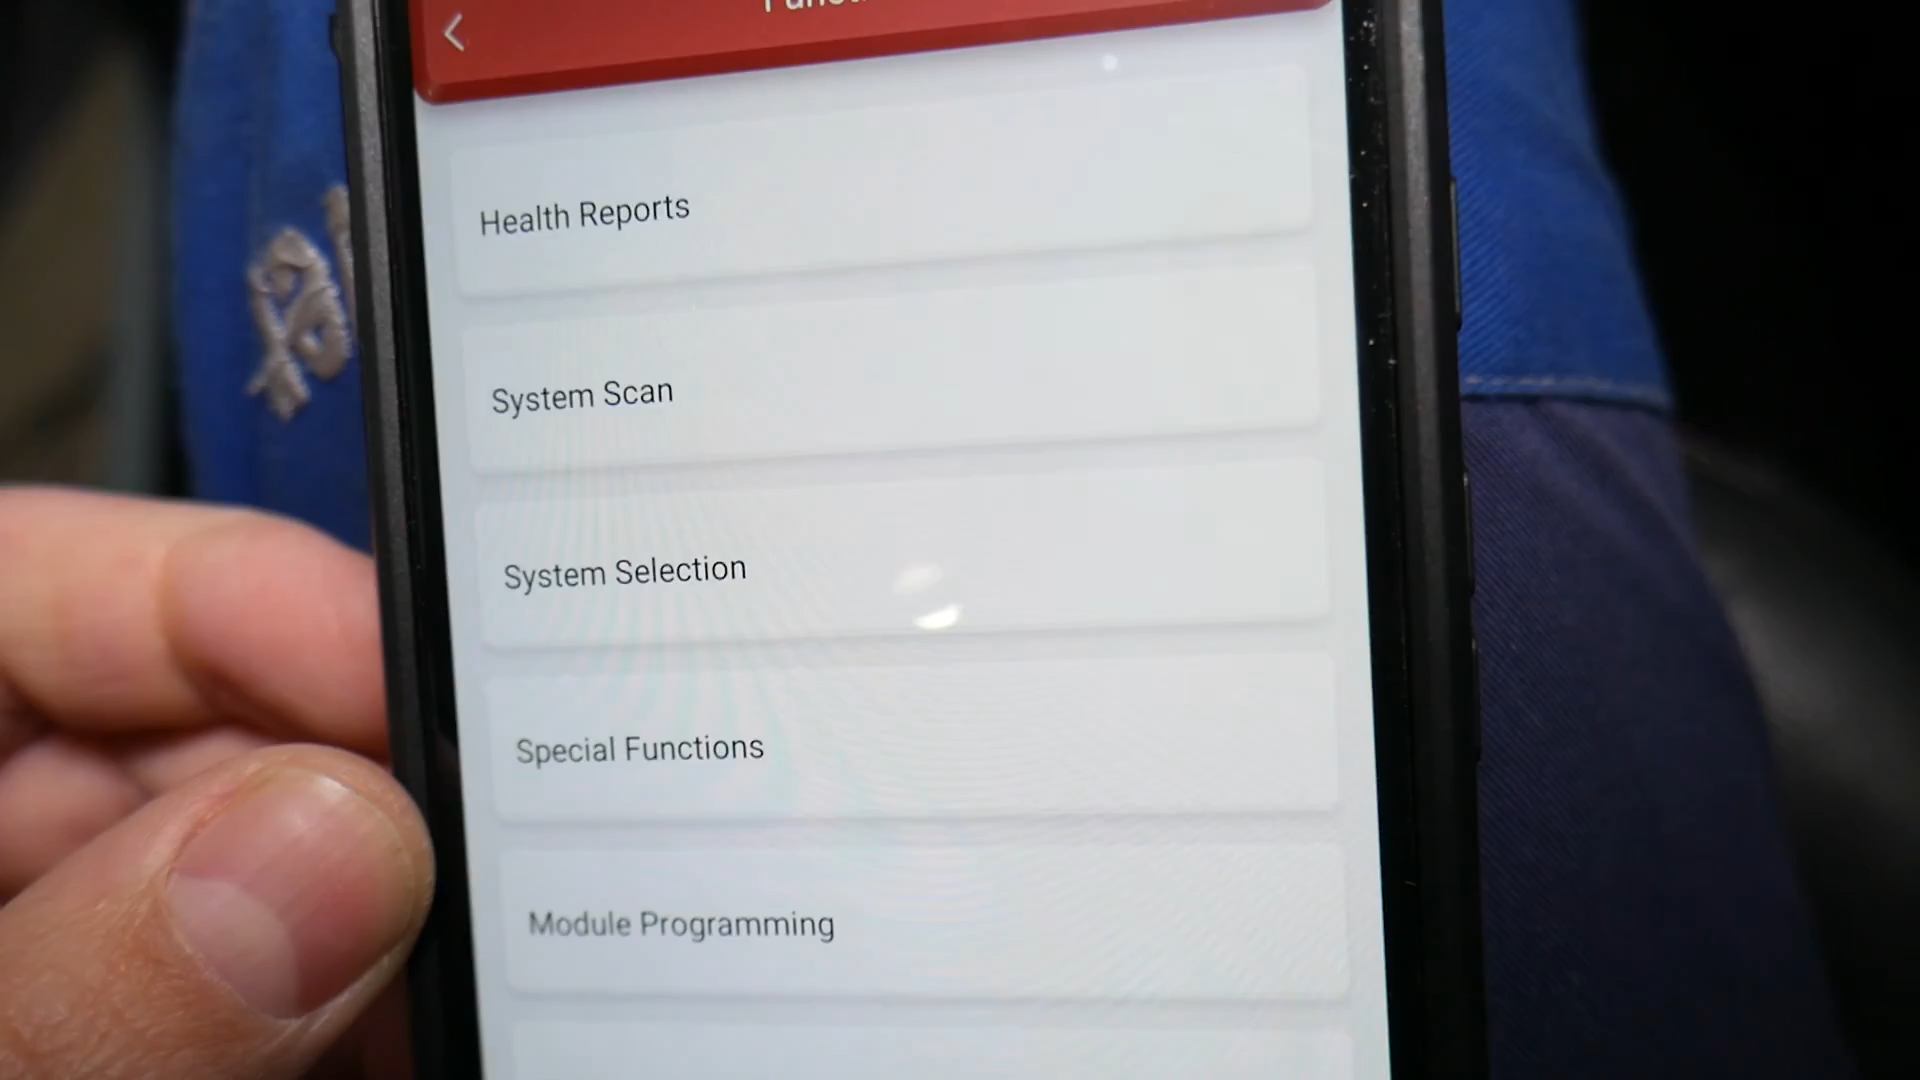 Health Reports
System Scan
System Selection
Special Functions
Module Programming